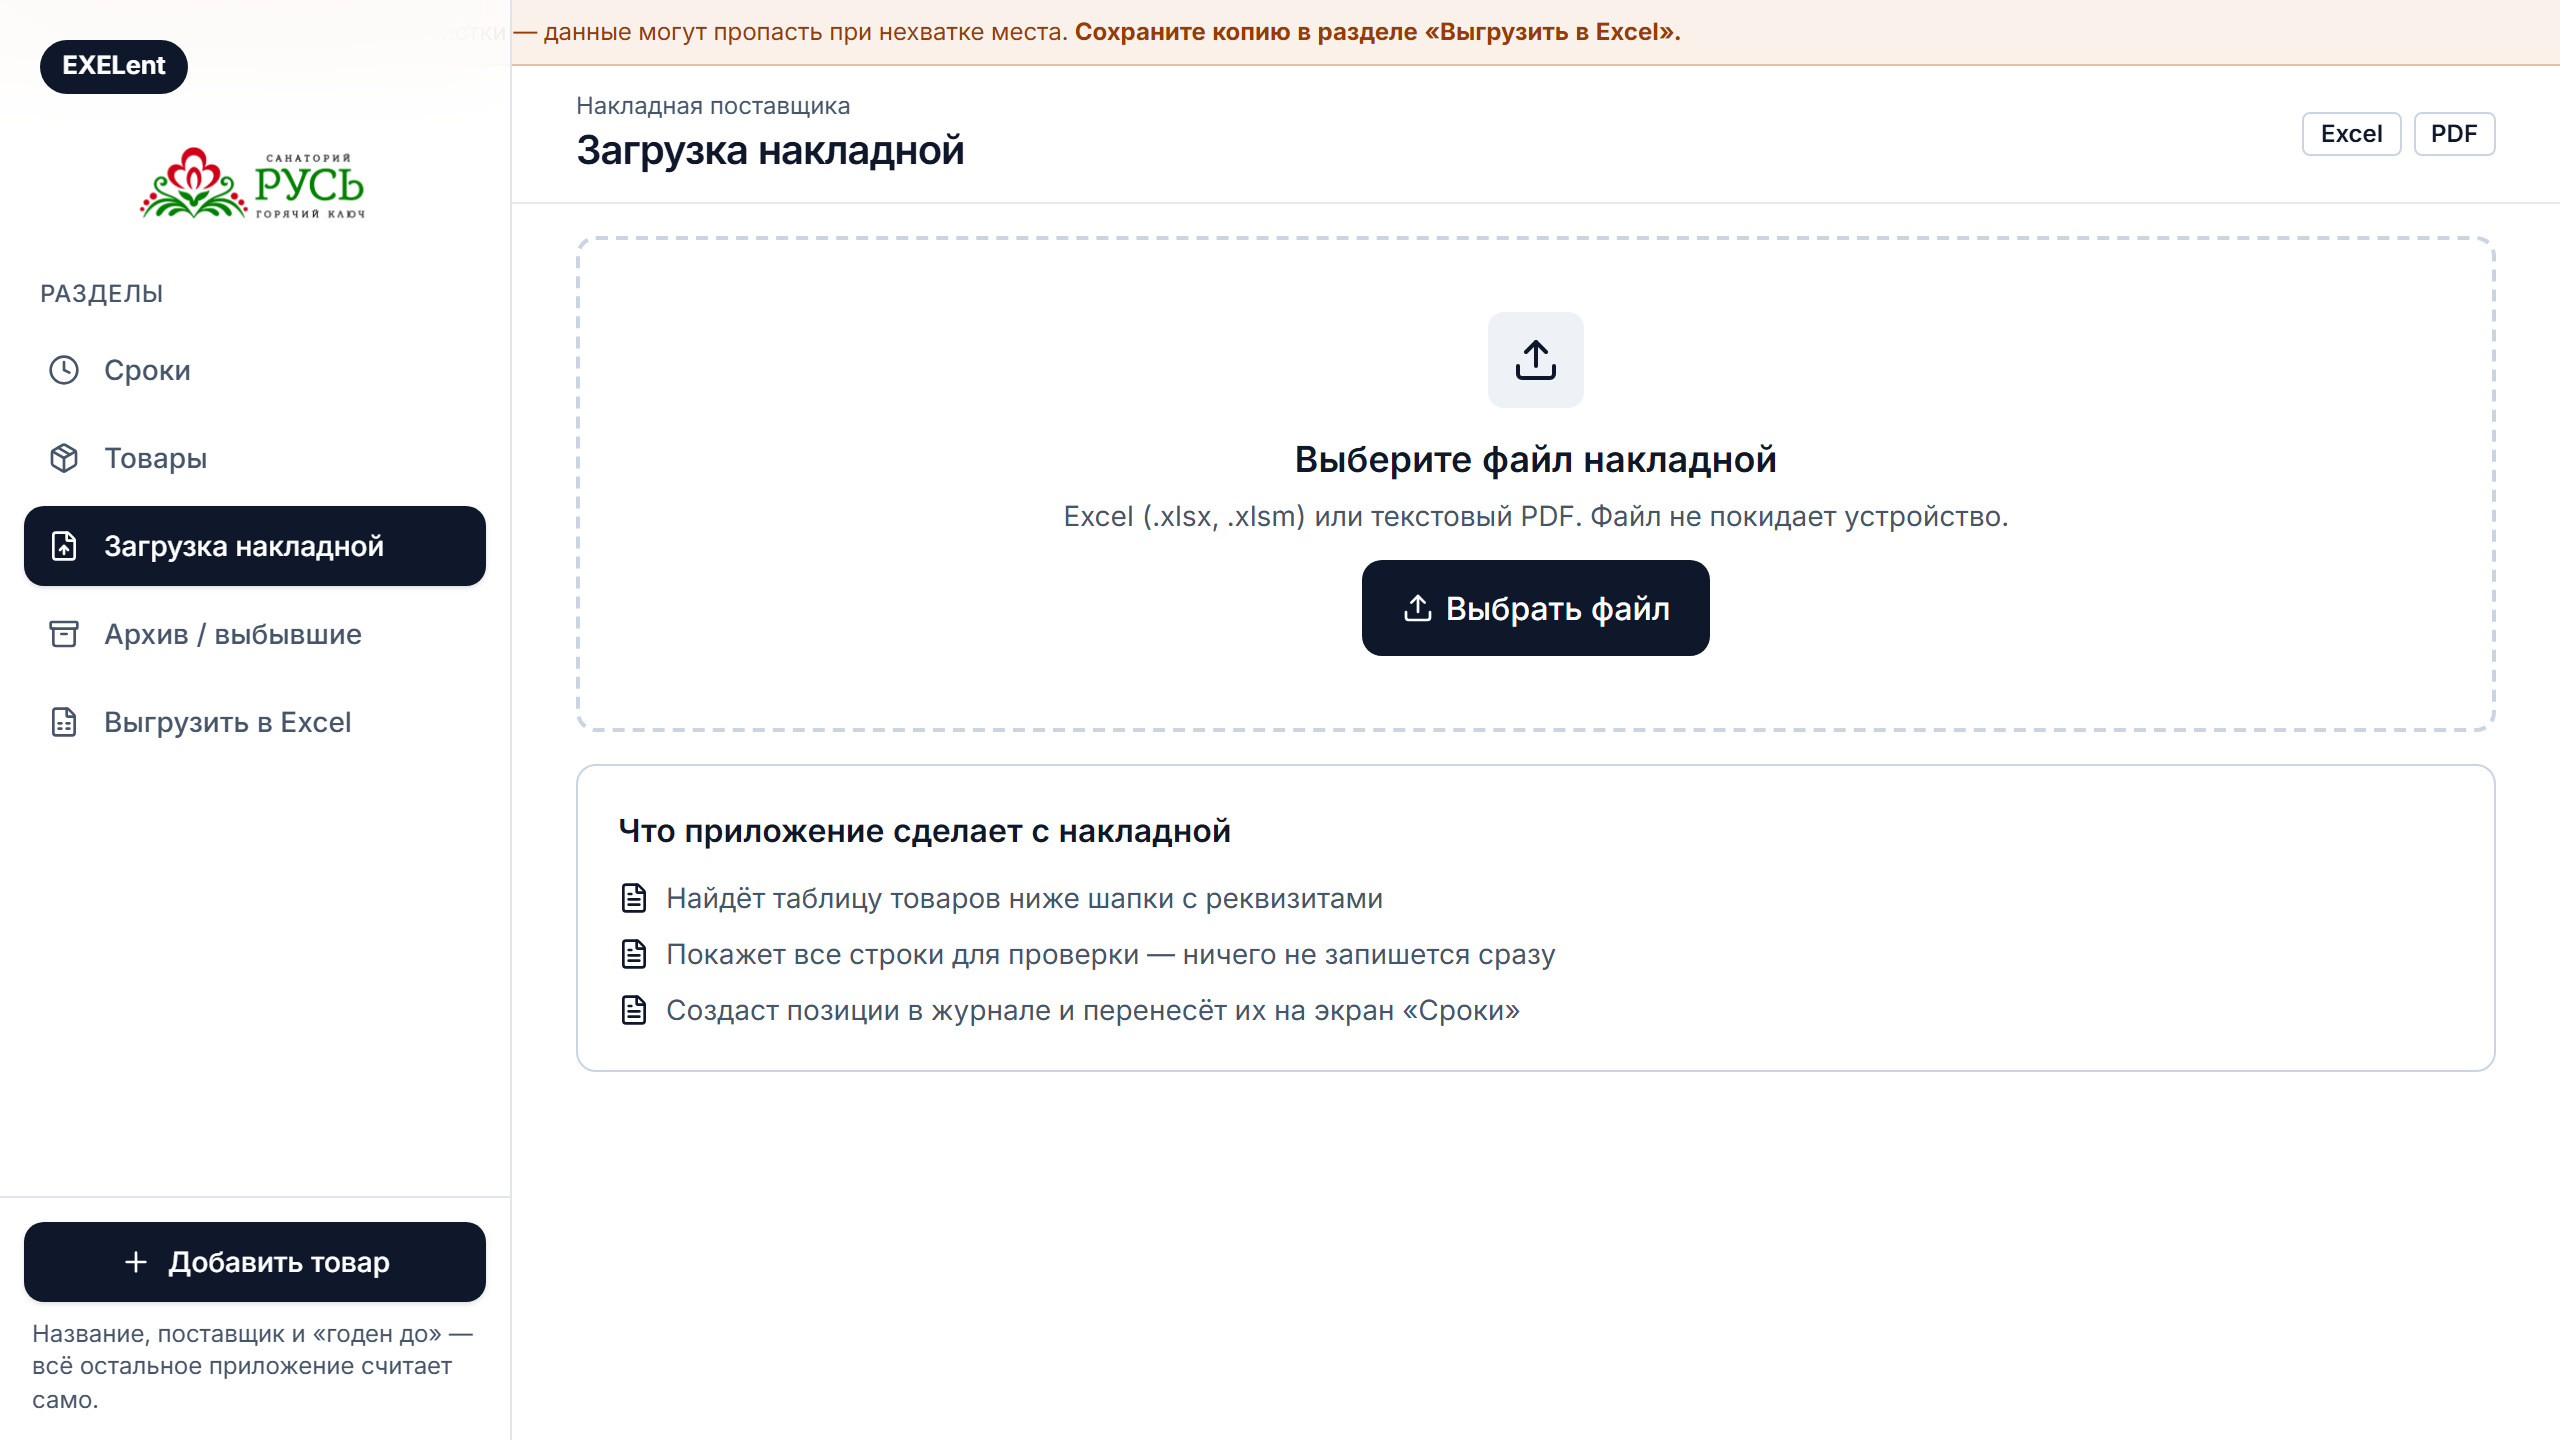 — данные могут пропасть при нехватке места. Сохраните копию в разделе «Выгрузить в Excel».
EXELent
САНАТОРИЙ
РУСЬ
ГОРЯЧИЙ КЛЮЧ
РАЗДЕЛЫ
Сроки
Товары
Загрузка накладной
Архив / выбывшие
Выгрузить в Excel
Добавить товар
Название, поставщик и «годен до» —
всё остальное приложение считает
само.
Накладная поставщика
Загрузка накладной
Excel
PDF
Выберите файл накладной
Excel (.xlsx, .xlsm) или текстовый PDF. Файл не покидает устройство.
Выбрать файл
Что приложение сделает с накладной
Найдёт таблицу товаров ниже шапки с реквизитами
Покажет все строки для проверки — ничего не запишется сразу
Создаст позиции в журнале и перенесёт их на экран «Сроки»